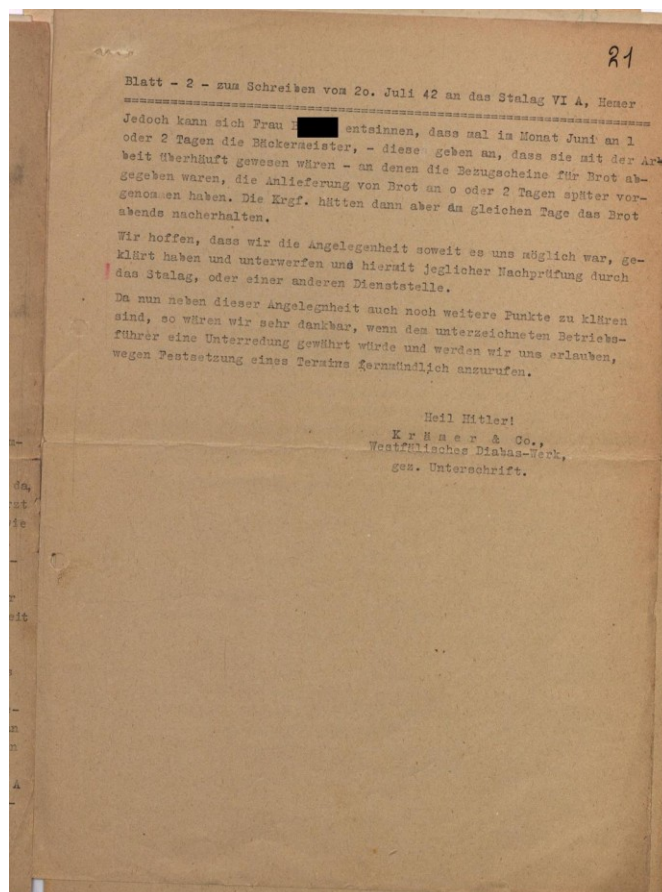 21
Blatt - 2 - zum Schreiben vom 2o. Juli 42 an das Stalag VI A, Hemer
Jedoch kann sich Frau entsinnen, dass mal im Monat Juni an 1
oder 2 Tagen die Bäckermeister, - diese geben an, dass sie mit der Arb
beit überhäuft gewesen wären - an denen die Bezugscheine für Brot ab-
gegeben waren, die Anlieferung von Brot an o oder 2 Tagen später vor-
genommen haben. Die Krgf. hätten dann aber am gleichen Tage das Brot
abends nacherhalten.
Wir hoffen, dass wir die Angelegenheit soweit es uns möglich war, ge-
klärt haben und unterwerfen uns hiermit jeglicher Nachprüfung durch
das Stalag, oder einer anderen Dienststelle.
Da nun neben dieser Angelegnheit auch noch weitere Punkte zu klären
sind, so wären wir sehr dankbar, wenn dem unterzeichneten Betriebs-
führer eine Unterredung gewährt würde und werden wir uns erlauben,
wegen Festsetzung eines Termins fernmündlich anzurufen.
Heil Hitler!
Krämer & Co.,
Westfälisches Diabas-Werk,
gez. Unterschrift.
da,
zt
ie
r
eit
s
n
n
A